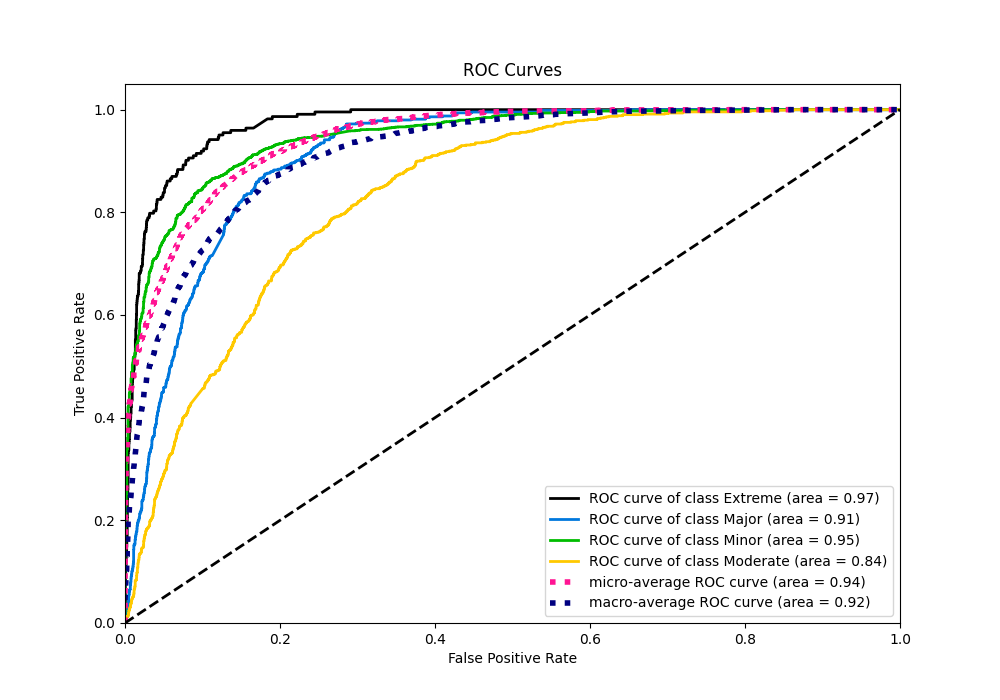 ROC Curves
True Positive Rate
1.0
0.8
0.6
0.4
0.2
0.0
ROC curve of class Extreme (area = 0.97)
ROC curve of class Major (area = 0.91)
ROC curve of class Minor (area = 0.95)
ROC curve of class Moderate (area = 0.84)
micro-average ROC curve (area = 0.94)
macro-average ROC curve (area = 0.92)
0.0 0.2 0.4 0.6 0.8 1.0
False Positive Rate